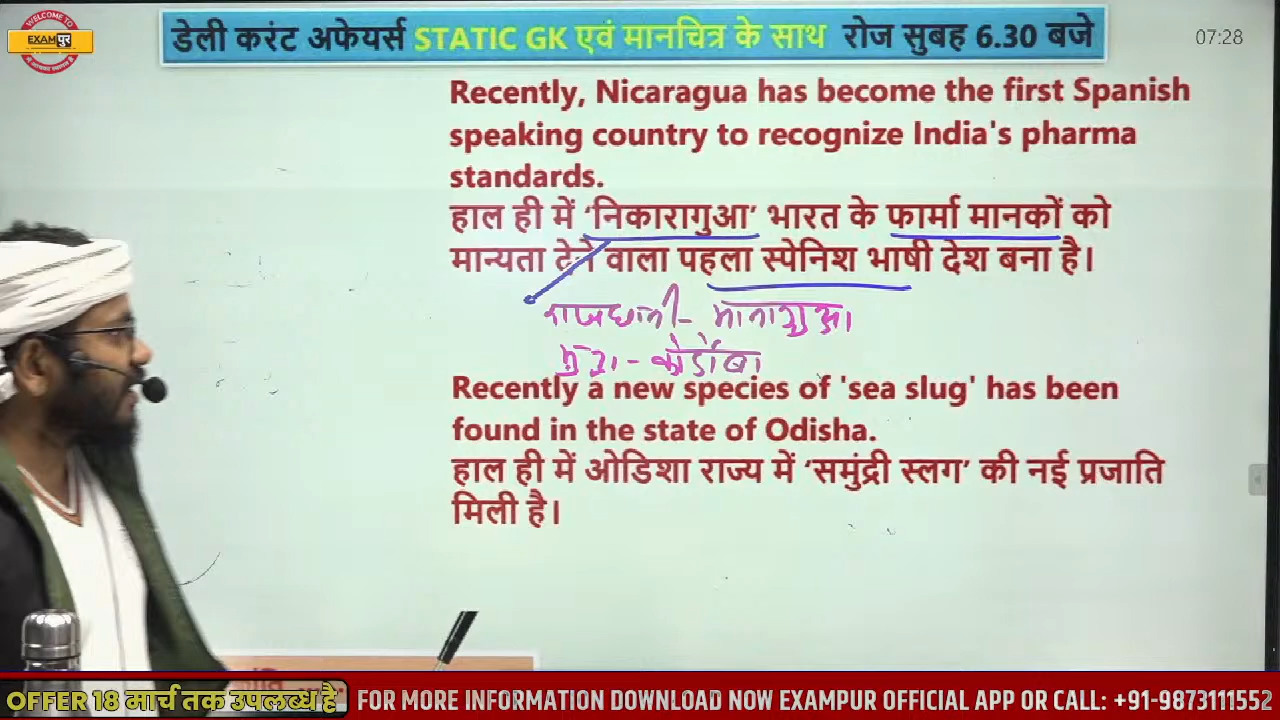 WELCOME TO
EXAMपुर
डेली करंट अफेयर्स STATIC GK एवं मानचित्र के साथ रोज सुबह 6.30 बजे
07:28
Recently, Nicaragua has become the first Spanish
speaking country to recognize India's pharma
standards.
हाल ही में ‘निकारागुआ’ भारत के फार्मा मानकों को
मान्यता देने वाला पहला स्पेनिश भाषी देश बना है।
राजधानी- मानागुआ
मुद्रा - कोर्डोबा
Recently a new species of 'sea slug' has been
found in the state of Odisha.
हाल ही में ओडिशा राज्य में ‘समुंद्री स्लग’ की नई प्रजाति
मिली है।
OFFER 18 मार्च तक उपलब्ध है
FOR MORE INFORMATION DOWNLOAD NOW EXAMPUR OFFICIAL APP OR CALL: +91-9873111552